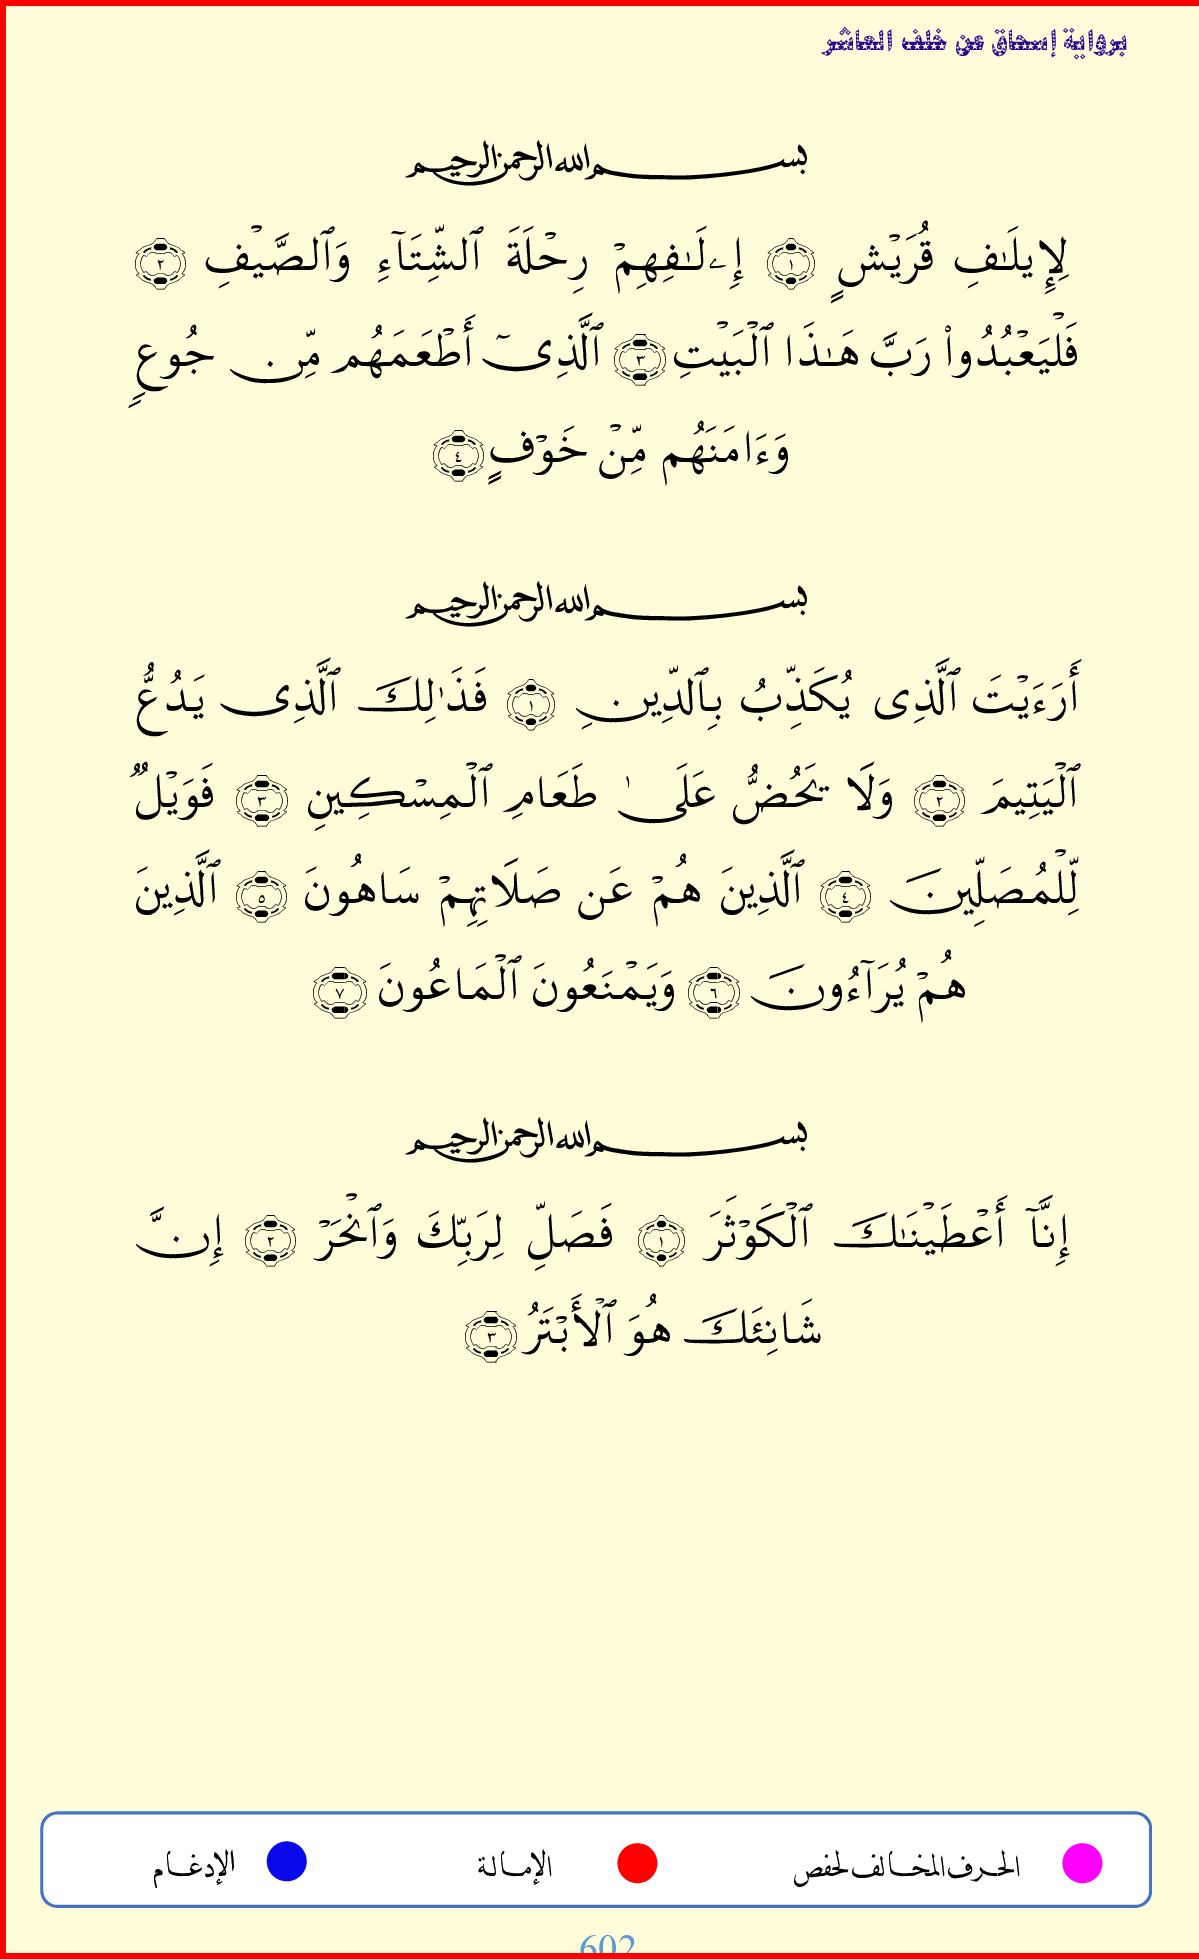 برواية إسحاق عن خلف العاشر
بسم الله الرحمن الرحيم
لِإِيلَـٰفِ قُرَيْشٍ ١ إِۦلَـٰفِهِمْ رِحْلَةَ ٱلشِّتَآءِ وَٱلصَّيْفِ ٢
فَلْيَعْبُدُوا۟ رَبَّ هَـٰذَا ٱلْبَيْتِ ٣ ٱلَّذِىٓ أَطْعَمَهُم مِّن جُوعٍ
وَءَامَنَهُم مِّنْ خَوْفٍ ٤
بسم الله الرحمن الرحيم
أَرَءَيْتَ ٱلَّذِى يُكَذِّبُ بِٱلدِّينِ ١ فَذَٰلِكَ ٱلَّذِى يَدُعُّ
ٱلْيَتِيمَ ٢ وَلَا يَحُضُّ عَلَىٰ طَعَامِ ٱلْمِسْكِينِ ٣ فَوَيْلٌ
لِّلْمُصَلِّينَ ٤ ٱلَّذِينَ هُمْ عَن صَلَاتِهِمْ سَاهُونَ ٥ ٱلَّذِينَ
هُمْ يُرَآءُونَ ٦ وَيَمْنَعُونَ ٱلْمَاعُونَ ٧
بسم الله الرحمن الرحيم
إِنَّآ أَعْطَيْنَـٰكَ ٱلْكَوْثَرَ ١ فَصَلِّ لِرَبِّكَ وَٱنْحَرْ ٢ إِنَّ
شَانِئَكَ هُوَ ٱلْأَبْتَرُ ٣
الحرف المخالف لحفص
الإمالة
الإدغام
602